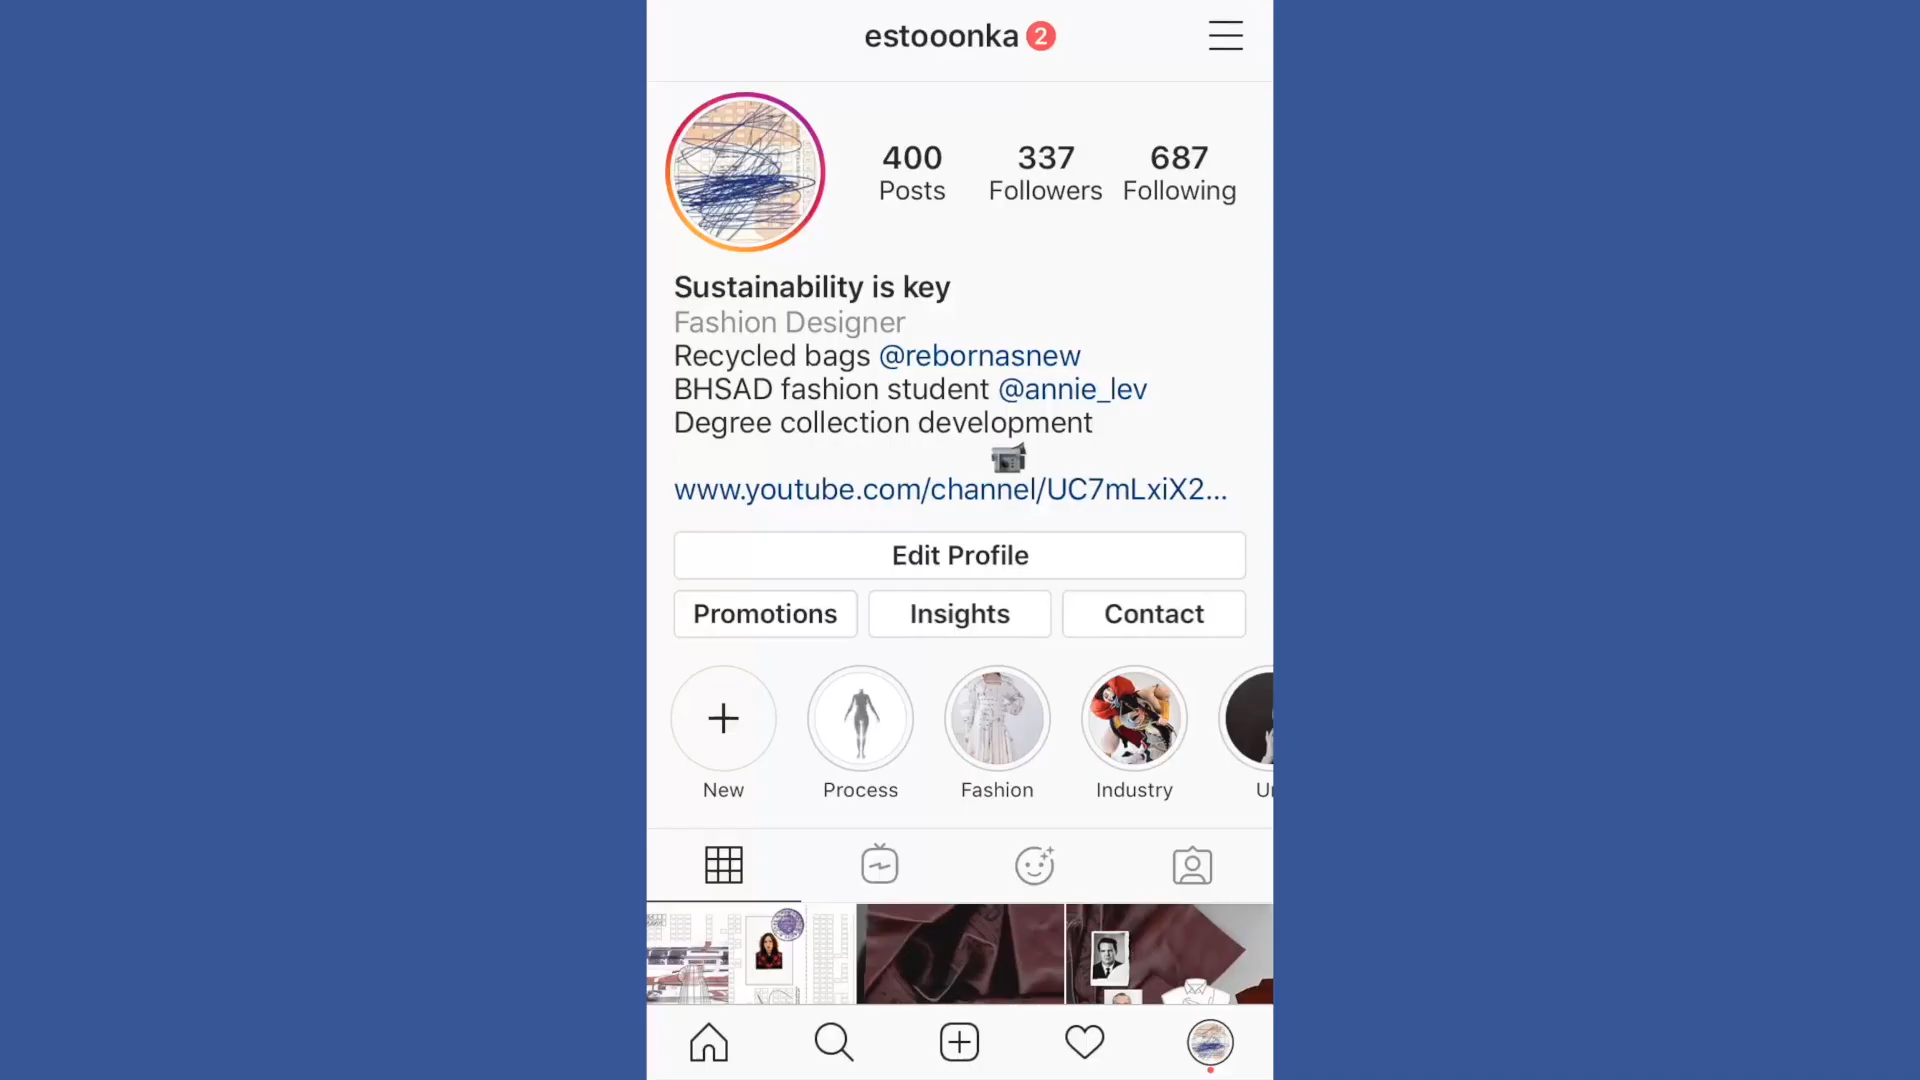 estooonka 2
400 337 687
Posts Followers Following
Sustainability is key
Fashion Designer
Recycled bags @rebornasnew
BHSAD fashion student @annie_lev
Degree collection development
www.youtube.com/channel/UC7mLxiX2...
Edit Profile
Promotions Insights Contact
New Process Fashion Industry